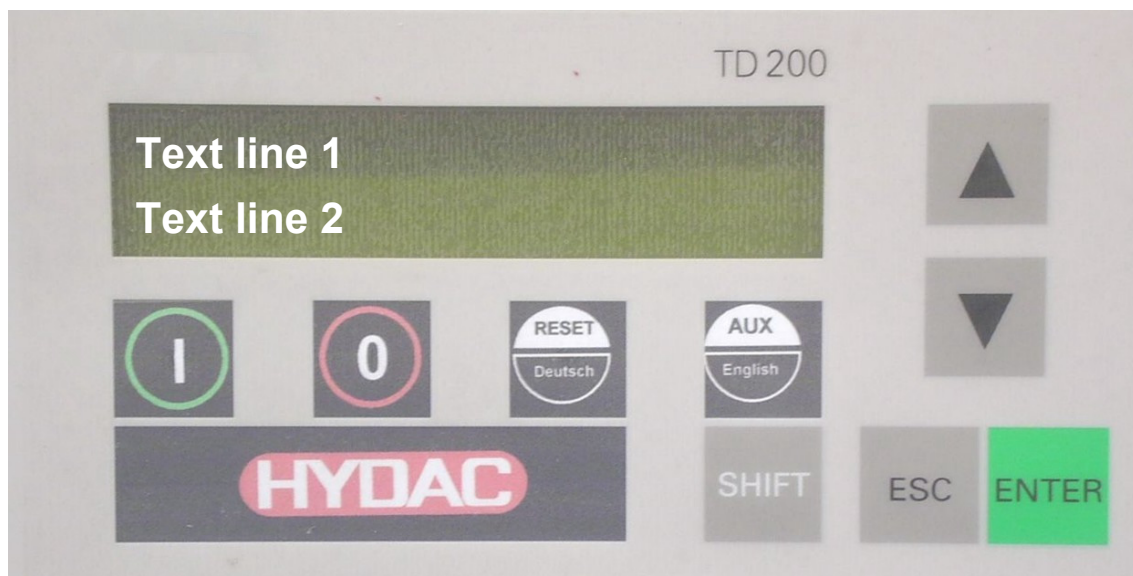 TD 200
Text line 1
Text line 2
I
0
RESET
Deutsch
AUX
English
HYDAC
SHIFT
ESC
ENTER